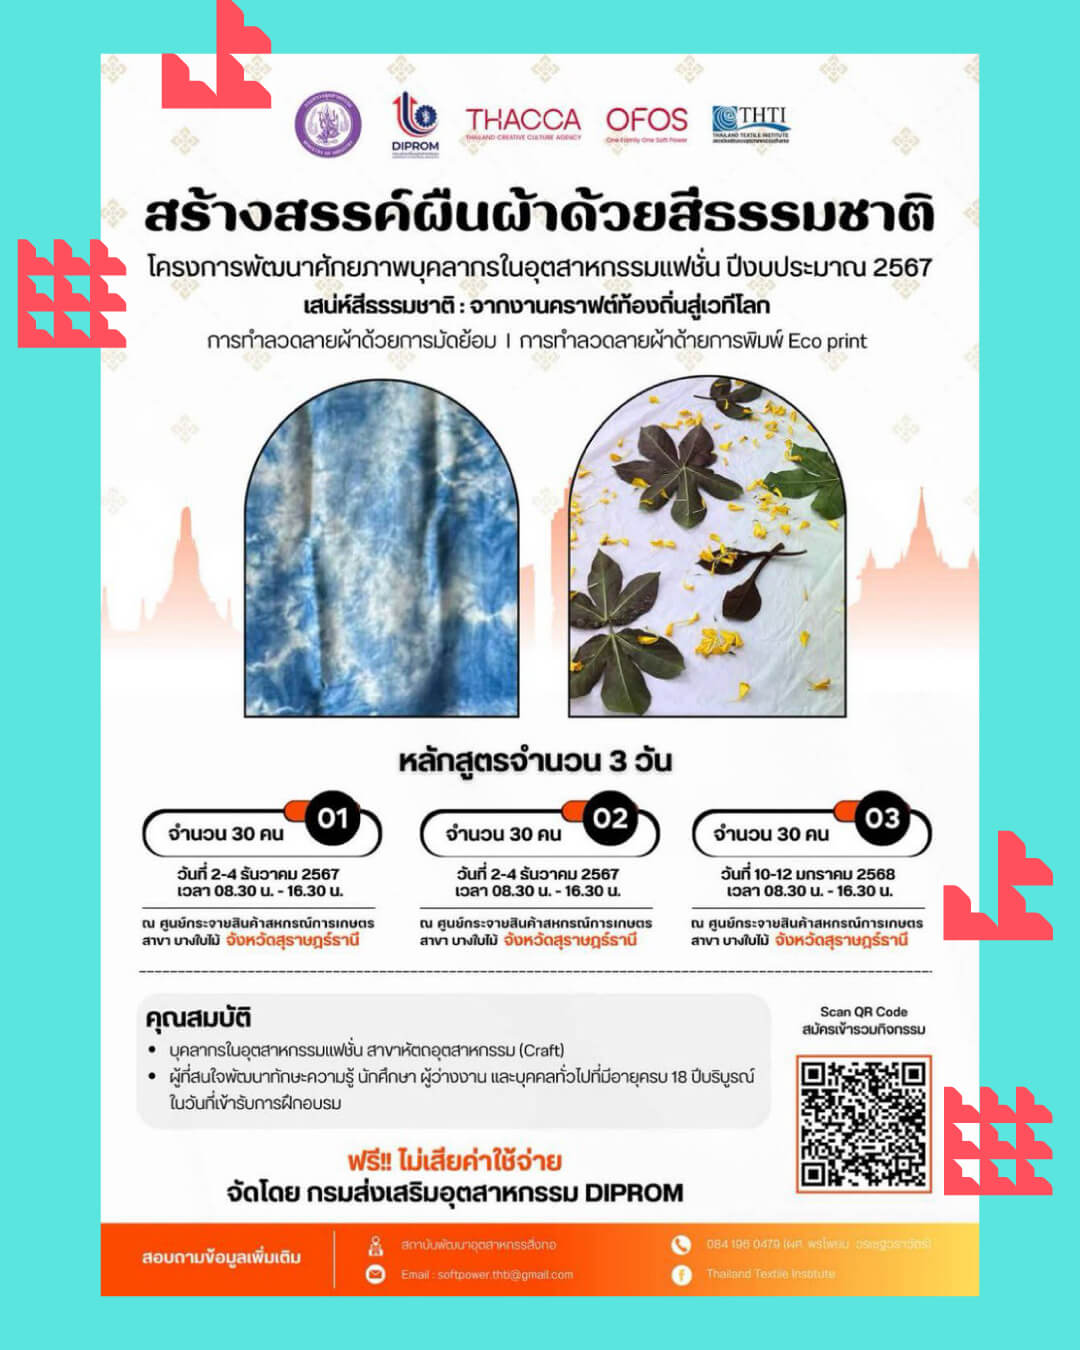 DIPROM
THACCA
THAILAND CREATIVE CULTURE AGENCY
OFOS
One Family One Soft Power
THTI
THAILAND TEXTILE INSTITUTE
สร้างสรรค์ผืนผ้าด้วยสีธรรมชาติ
โครงการพัฒนาศักยภาพบุคลากรในอุตสาหกรรมแฟชั่น ปีงบประมาณ 2567
เสน่ห์สีธรรมชาติ : จากงานคราฟต์ท้องถิ่นสู่เวทีโลก
การทำลวดลายผ้าด้วยการมัดย้อม | การทำลวดลายผ้าด้ายการพิมพ์ Eco print
หลักสูตรจำนวน 3 วัน
จำนวน 30 คน 01
วันที่ 2-4 ธันวาคม 2567
เวลา 08.30 น. - 16.30 น.
ณ ศูนย์กระจายสินค้าสหกรณ์การเกษตร
สาขา บางใบไม้ จังหวัดสุราษฎร์ธานี
จำนวน 30 คน 02
วันที่ 2-4 ธันวาคม 2567
เวลา 08.30 น. - 16.30 น.
ณ ศูนย์กระจายสินค้าสหกรณ์การเกษตร
สาขา บางใบไม้ จังหวัดสุราษฎร์ธานี
จำนวน 30 คน 03
วันที่ 10-12 มกราคม 2568
เวลา 08.30 น. - 16.30 น.
ณ ศูนย์กระจายสินค้าสหกรณ์การเกษตร
สาขา บางใบไม้ จังหวัดสุราษฎร์ธานี
คุณสมบัติ
• บุคลากรในอุตสาหกรรมแฟชั่น สาขาหัตถอุตสาหกรรม (Craft)
• ผู้ที่สนใจพัฒนาทักษะความรู้ นักศึกษา ผู้ว่างงาน และบุคคลทั่วไปที่มีอายุครบ 18 ปีบริบูรณ์
ในวันที่เข้ารับการฝึกอบรม
Scan QR Code
สมัครเข้าร่วมกิจกรรม
ฟรี!! ไม่เสียค่าใช้จ่าย
จัดโดย กรมส่งเสริมอุตสาหกรรม DIPROM
สอบถามข้อมูลเพิ่มเติม
สถาบันพัฒนาอุตสาหกรรมสิ่งทอ
Email : softpower.thti@gmail.com
084 196 0479
Thailand Textile Institute